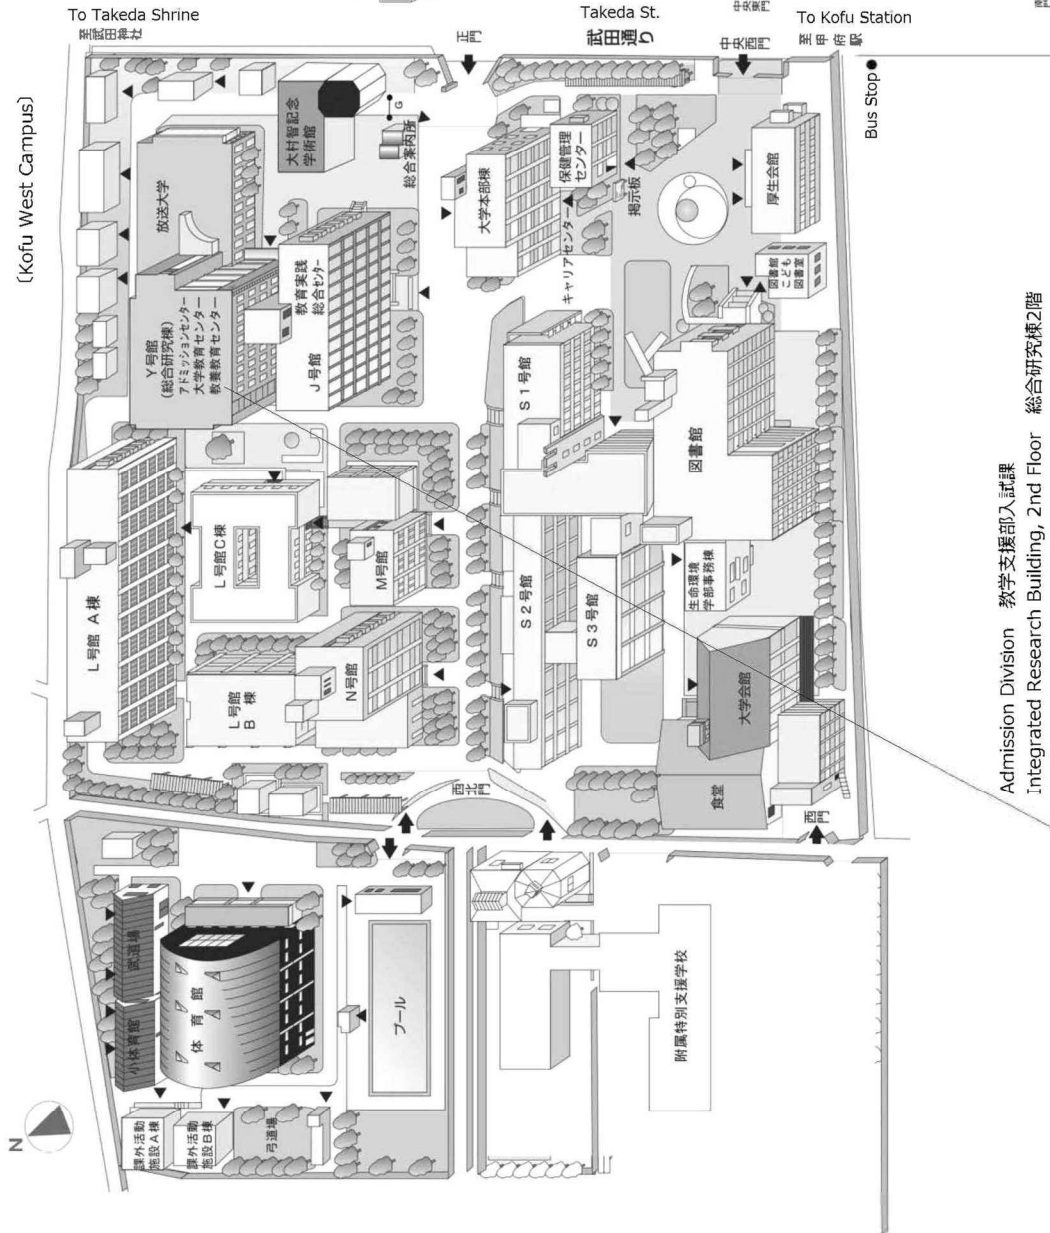 To Takeda Shrine
至武田神社
正門
Takeda St.
武田通り
中央東門
中央西門
To Kofu Station
至甲府駅
Bus Stop
(Kofu West Campus)
放送大学
大村智記念
学術館
G
総合案内所
大学本部棟
保健管理
センター
掲示板
キャリアセンター
厚生会館
図書館
こども
図書室
Y号館
(総合研究棟)
アドミッションセンター
大学教育センター
教養教育センター
教育実践
総合センター
J号館
S1号館
図書館
L号館A棟
L号館C棟
M号館
S2号館
S3号館
生命環境
学部事務棟
L号館
B棟
N号館
大学会館
食堂
西北門
西門
Admission Division 教学支援部入試課
Integrated Research Building, 2nd Floor 総合研究棟2階
武道場
小体育館
体育館
プール
附属特別支援学校
課外活動
施設A棟
課外活動
施設B棟
弓道場
N